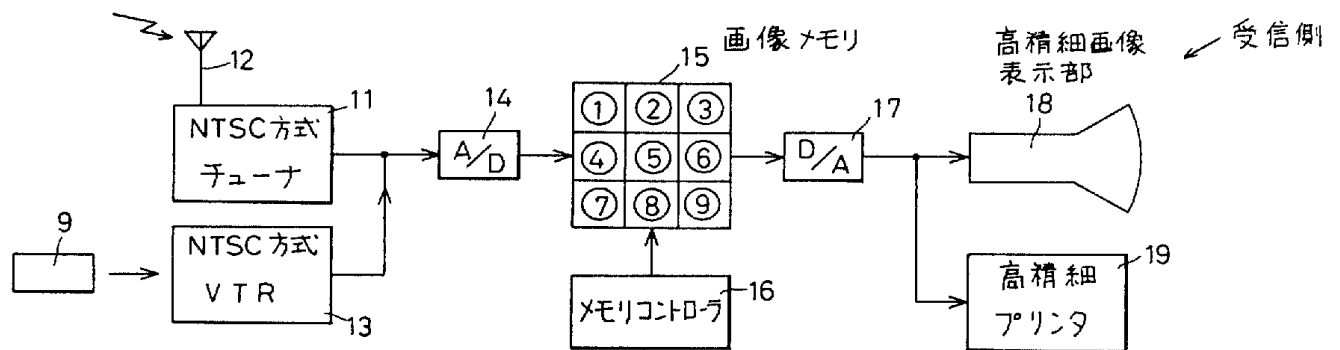 画像メモリ
高精細画像
表示部
受信側
12
11
NTSC方式
チューナ
14
A/D
15
① ② ③
④ ⑤ ⑥
⑦ ⑧ ⑨
17
D/A
18
9
NTSC方式
VTR
13
メモリコントローラ
16
高精細
プリンタ
19